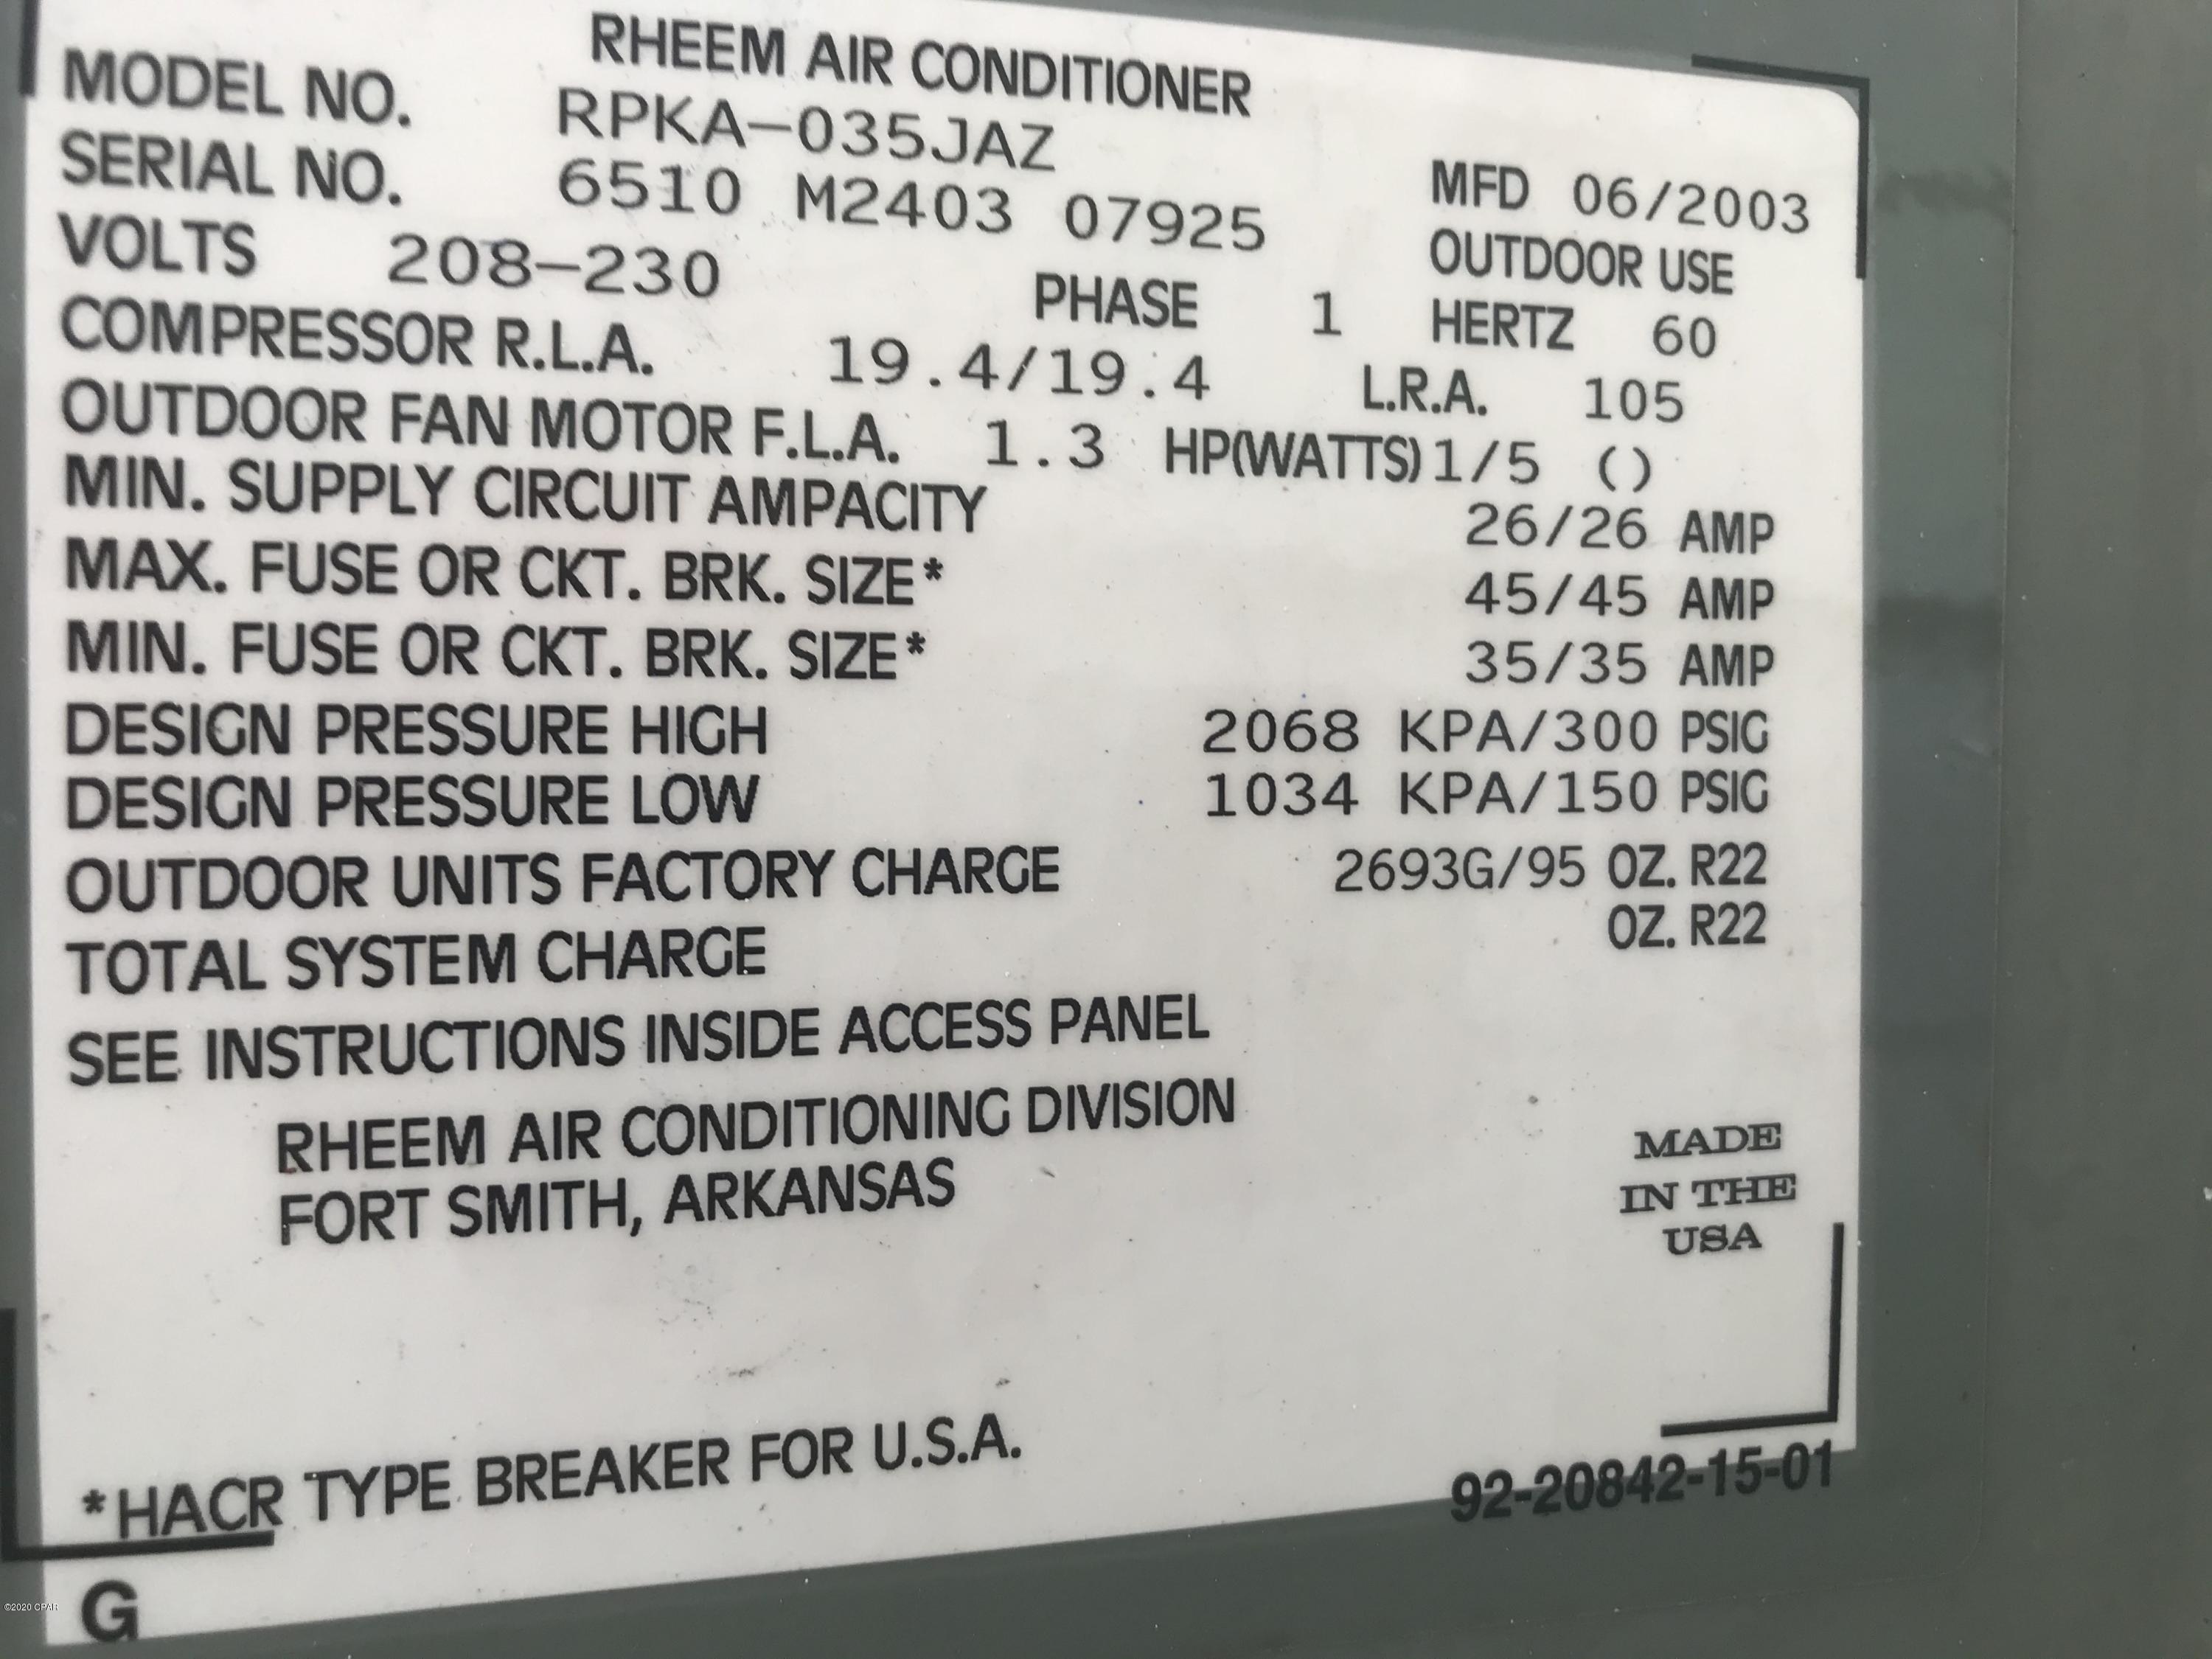 RHEEM AIR CONDITIONER
MODEL NO. RPKA-035JAZ
SERIAL NO. 6510 M2403 07925 MFD 06/2003
OUTDOOR USE
VOLTS 208-230 PHASE 1 HERTZ 60
COMPRESSOR R.L.A. 19.4/19.4 L.R.A. 105
OUTDOOR FAN MOTOR F.L.A. 1.3 HP(WATTS) 1/5 ()
MIN. SUPPLY CIRCUIT AMPACITY 26/26 AMP
MAX. FUSE OR CKT. BRK. SIZE* 45/45 AMP
MIN. FUSE OR CKT. BRK. SIZE* 35/35 AMP
DESIGN PRESSURE HIGH 2068 KPA/300 PSIG
DESIGN PRESSURE LOW 1034 KPA/150 PSIG
OUTDOOR UNITS FACTORY CHARGE 2693G/95 OZ. R22
TOTAL SYSTEM CHARGE OZ. R22
SEE INSTRUCTIONS INSIDE ACCESS PANEL
RHEEM AIR CONDITIONING DIVISION
FORT SMITH, ARKANSAS
MADE
IN THE
USA
*HACR TYPE BREAKER FOR U.S.A.
92-20842-15-01
G
©2020 CPAR